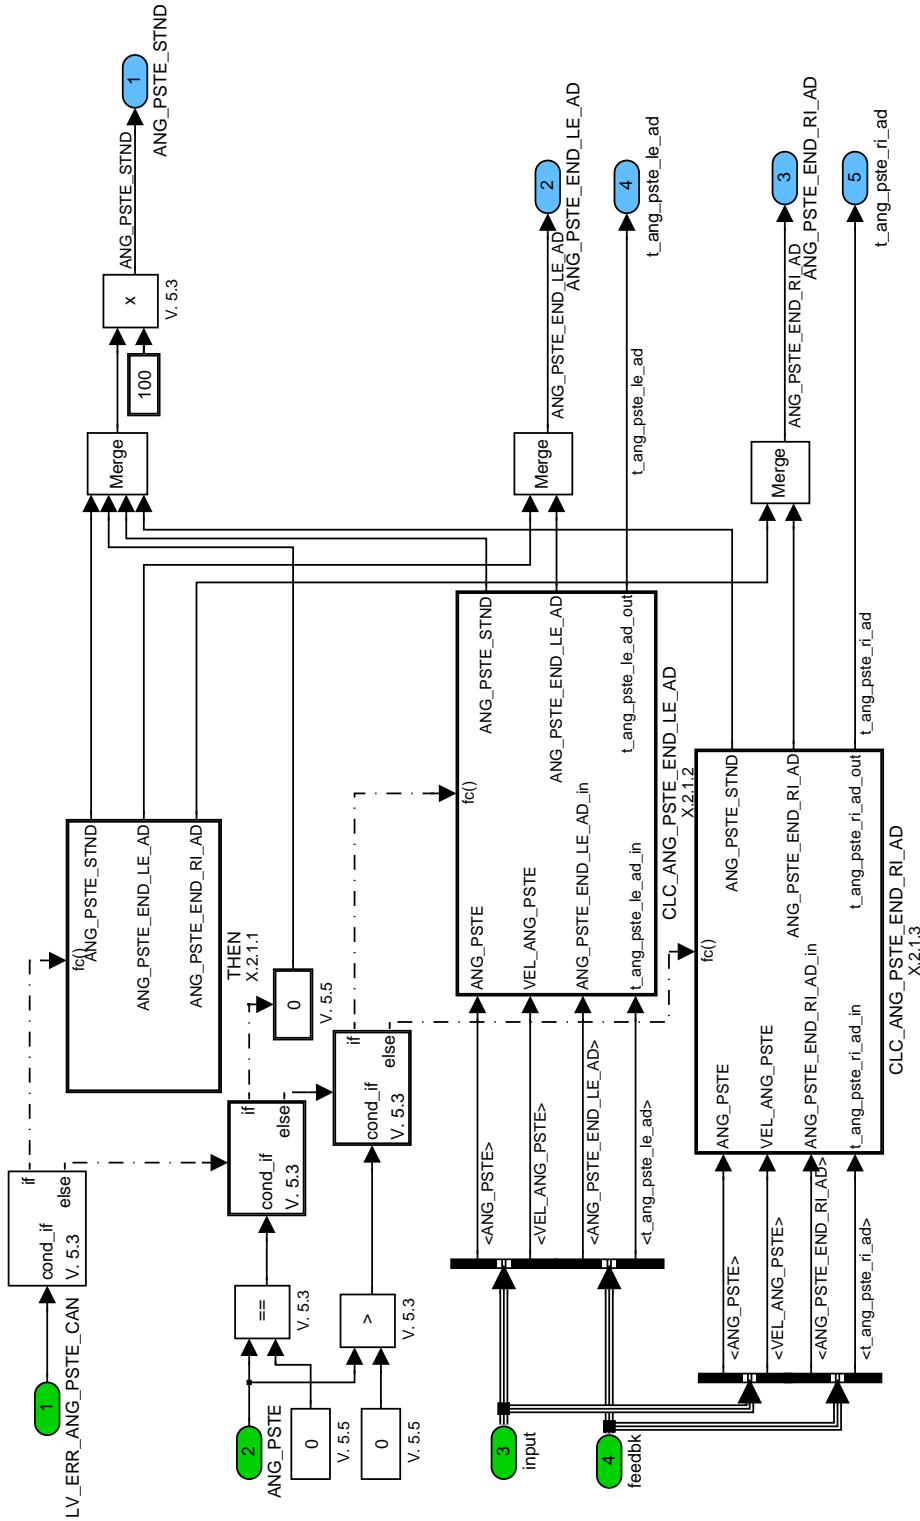 1
LV_ERR_ANG_PSTE_CAN
cond_if
V. 5.3
if
else
fc()
ANG_PSTE_STND
ANG_PSTE_END_LE_AD
ANG_PSTE_END_RI_AD
THEN
X.2.1.1
Merge
100
x
V. 5.3
ANG_PSTE_STND
1
ANG_PSTE_STND
2
ANG_PSTE
0
V. 5.5
==
V. 5.3
cond_if
V. 5.3
if
else
0
V. 5.5
0
V. 5.5
>
V. 5.3
cond_if
V. 5.3
if
else
3
input
4
feedbk
<ANG_PSTE>
<VEL_ANG_PSTE>
<ANG_PSTE_END_LE_AD>
<t_ang_pste_le_ad>
ANG_PSTE
VEL_ANG_PSTE
ANG_PSTE_END_LE_AD_in
t_ang_pste_le_ad_in
fc()
ANG_PSTE_STND
ANG_PSTE_END_LE_AD
t_ang_pste_le_ad_out
CLC_ANG_PSTE_END_LE_AD
X.2.1.2
Merge
ANG_PSTE_END_LE_AD
2
ANG_PSTE_END_LE_AD
t_ang_pste_le_ad
4
t_ang_pste_le_ad
<ANG_PSTE>
<VEL_ANG_PSTE>
<ANG_PSTE_END_RI_AD>
<t_ang_pste_ri_ad>
ANG_PSTE
VEL_ANG_PSTE
ANG_PSTE_END_RI_AD_in
t_ang_pste_ri_ad_in
fc()
ANG_PSTE_STND
ANG_PSTE_END_RI_AD
t_ang_pste_ri_ad_out
CLC_ANG_PSTE_END_RI_AD
X.2.1.3
Merge
ANG_PSTE_END_RI_AD
3
ANG_PSTE_END_RI_AD
t_ang_pste_ri_ad
5
t_ang_pste_ri_ad